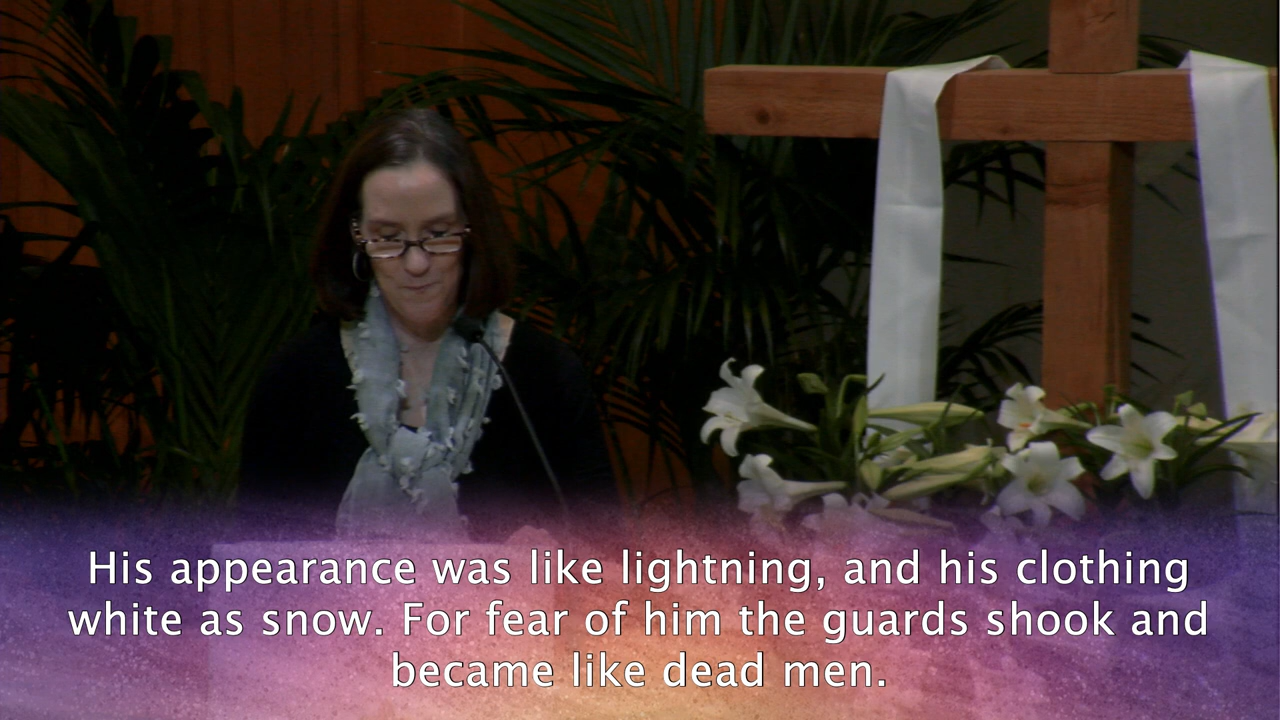 His appearance was like lightning, and his clothing
white as snow. For fear of him the guards shook and
became like dead men.